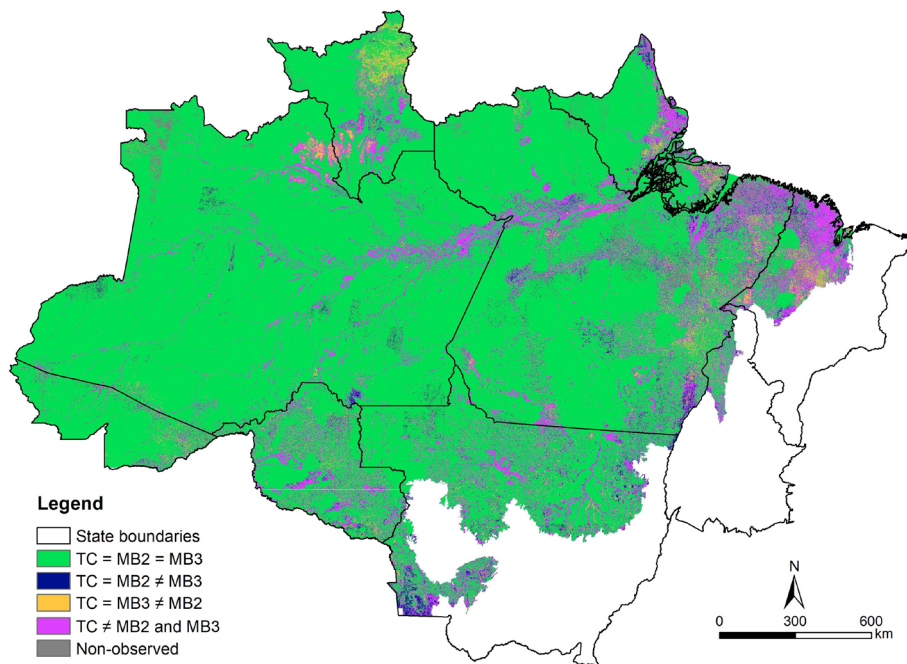 Legend
State boundaries
TC = MB2 = MB3
TC = MB2 ≠ MB3
TC = MB3 ≠ MB2
TC ≠ MB2 and MB3
Non-observed
N
0 300 600
km